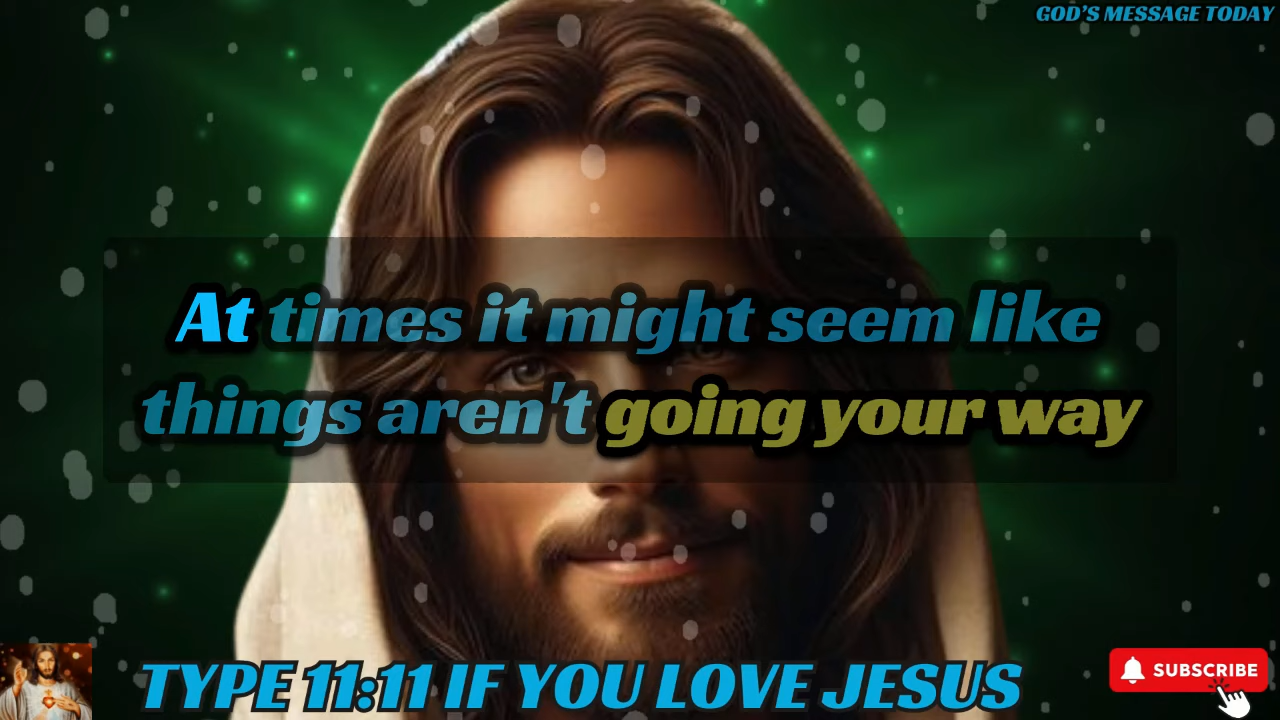 GOD'S MESSAGE TODAY
At times it might seem like
things aren't going your way
TYPE 11:11 IF YOU LOVE JESUS
SUBSCRIBE